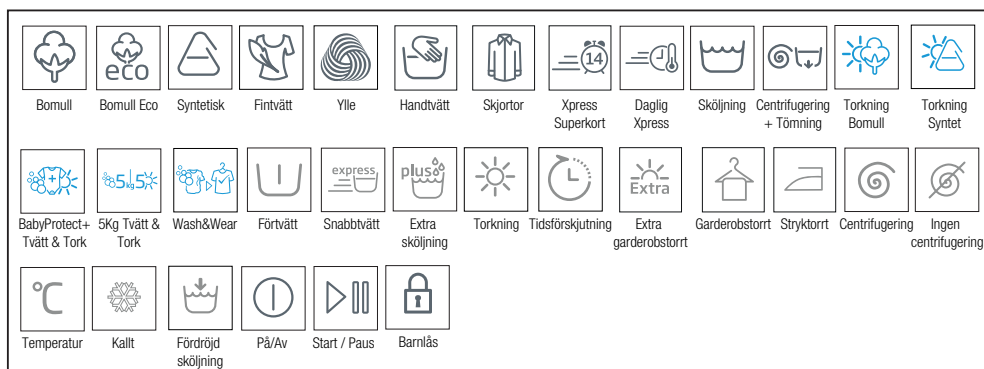 eco
14
Bomull Bomull Eco Syntetisk Fintvätt Ylle Handtvätt Skjortor Xpress Superkort Daglig Xpress Sköljning Centrifugering + Tömning Torkning Bomull Torkning Syntet
5kg 5
express
plus
Extra
BabyProtect+ Tvätt & Tork 5Kg Tvätt & Tork Wash&Wear Förtvätt Snabbtvätt Extra sköljning Torkning Tidsförskjutning Extra garderobstorrt Garderobstorrt Stryktorrt Centrifugering Ingen centrifugering
°C
Temperatur Kallt Fördröjd sköljning På/Av Start / Paus Barnlås